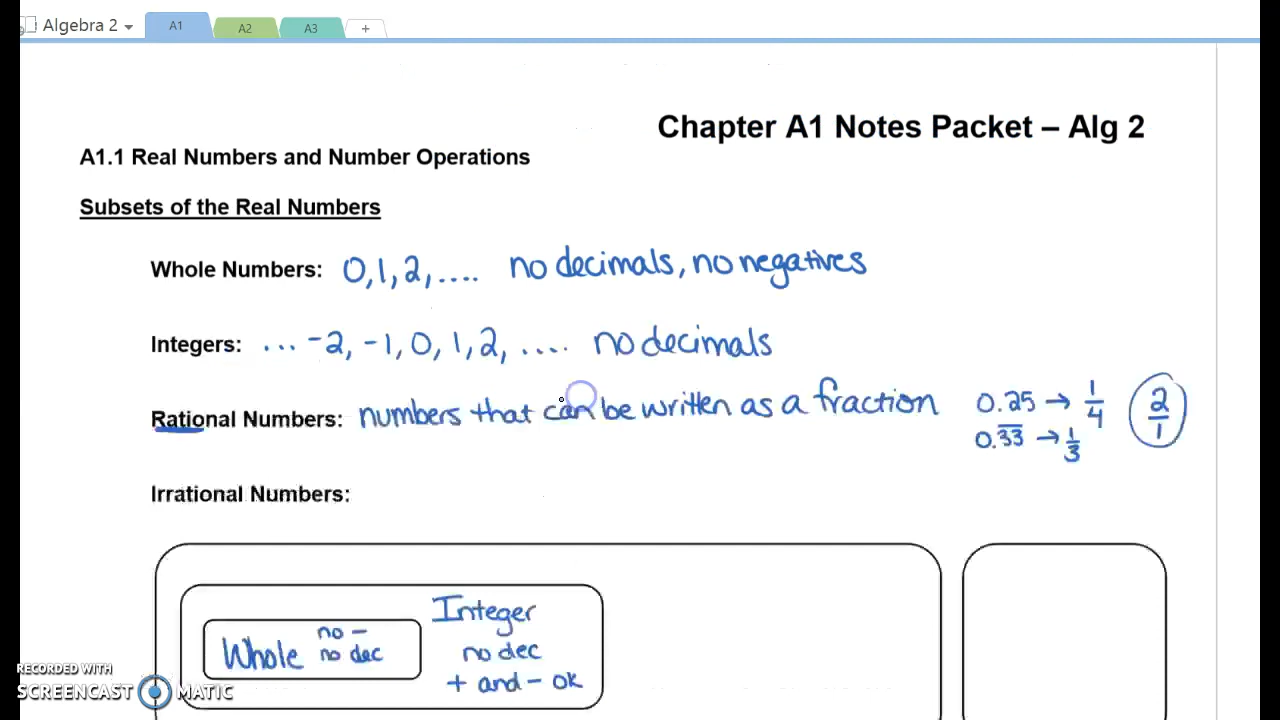 Algebra 2 A1 A2 A3 +
Chapter A1 Notes Packet – Alg 2
A1.1 Real Numbers and Number Operations
Subsets of the Real Numbers
Whole Numbers: 0, 1, 2, .... no decimals, no negatives
Integers: ... -2, -1, 0, 1, 2, .... no decimals
Rational Numbers: numbers that can be written as a fraction 0.25 → 1/4 2/1
0.3̅3̅ → 1/3
Irrational Numbers:
Integer
Whole no −
no dec
no dec
+ and − ok
RECORDED WITH
SCREENCAST MATIC